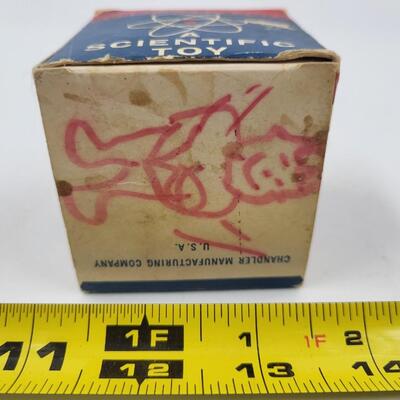 A
SCIENTIFIC
TOY
CHANDLER MANUFACTURING COMPANY
U. S. A.
1F 1 1F 2
11 12 13 14